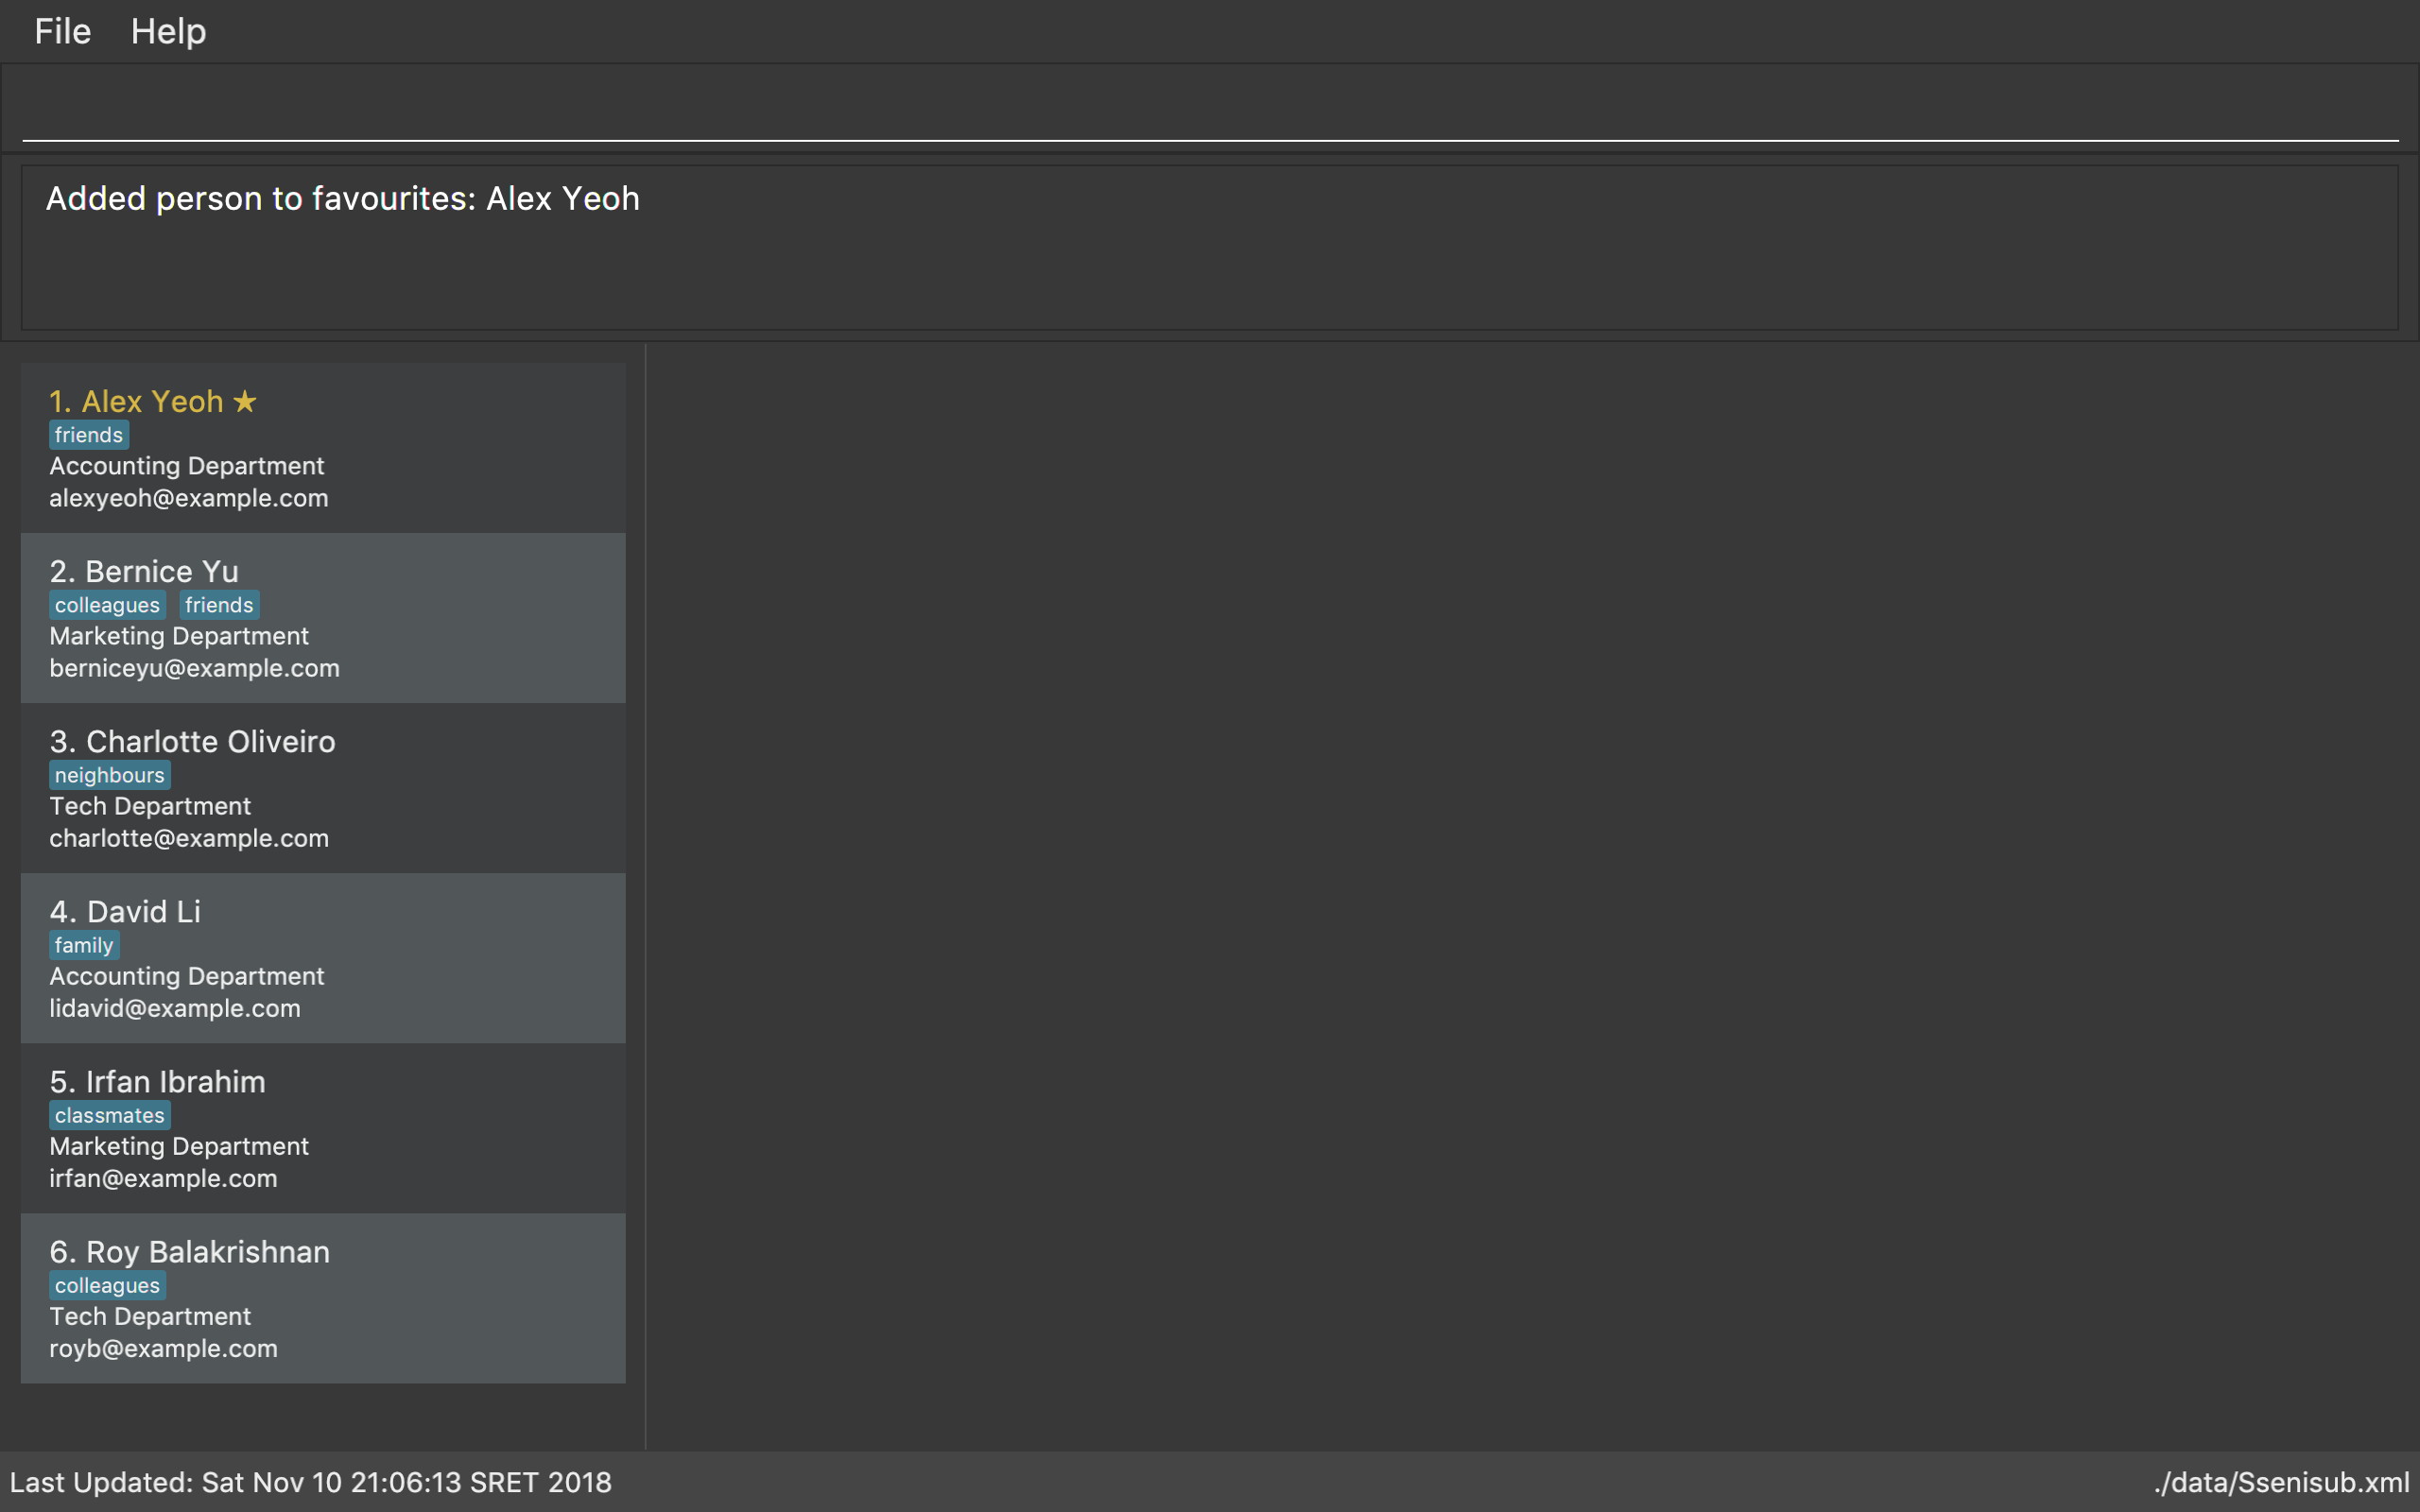 File Help
Added person to favourites: Alex Yeoh
1. Alex Yeoh ★
friends
Accounting Department
alexyeoh@example.com
2. Bernice Yu
colleagues friends
Marketing Department
berniceyu@example.com
3. Charlotte Oliveiro
neighbours
Tech Department
charlotte@example.com
4. David Li
family
Accounting Department
lidavid@example.com
5. Irfan Ibrahim
classmates
Marketing Department
irfan@example.com
6. Roy Balakrishnan
colleagues
Tech Department
royb@example.com
Last Updated: Sat Nov 10 21:06:13 SRET 2018 ./data/Ssenisub.xml